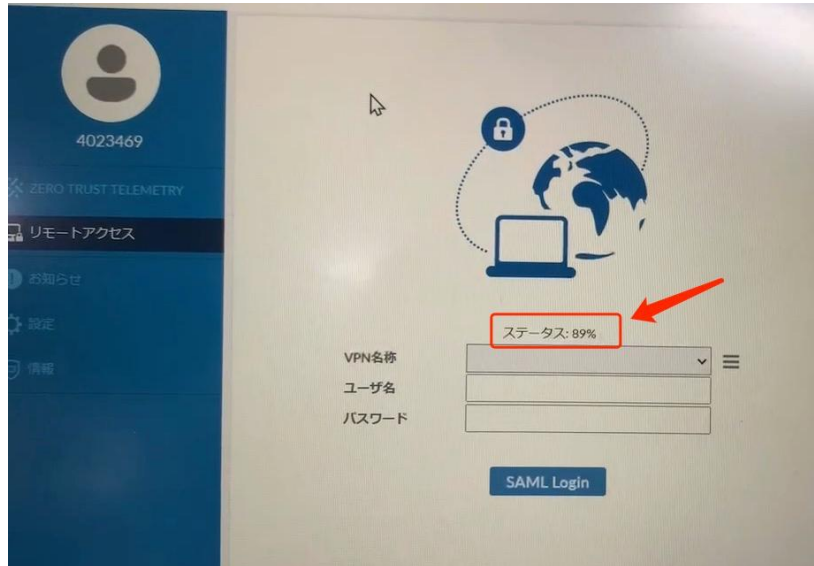 4023469
ZERO TRUST TELEMETRY
リモートアクセス
お知らせ
設定
情報
ステータス: 89%
VPN名称
ユーザ名
パスワード
SAML Login